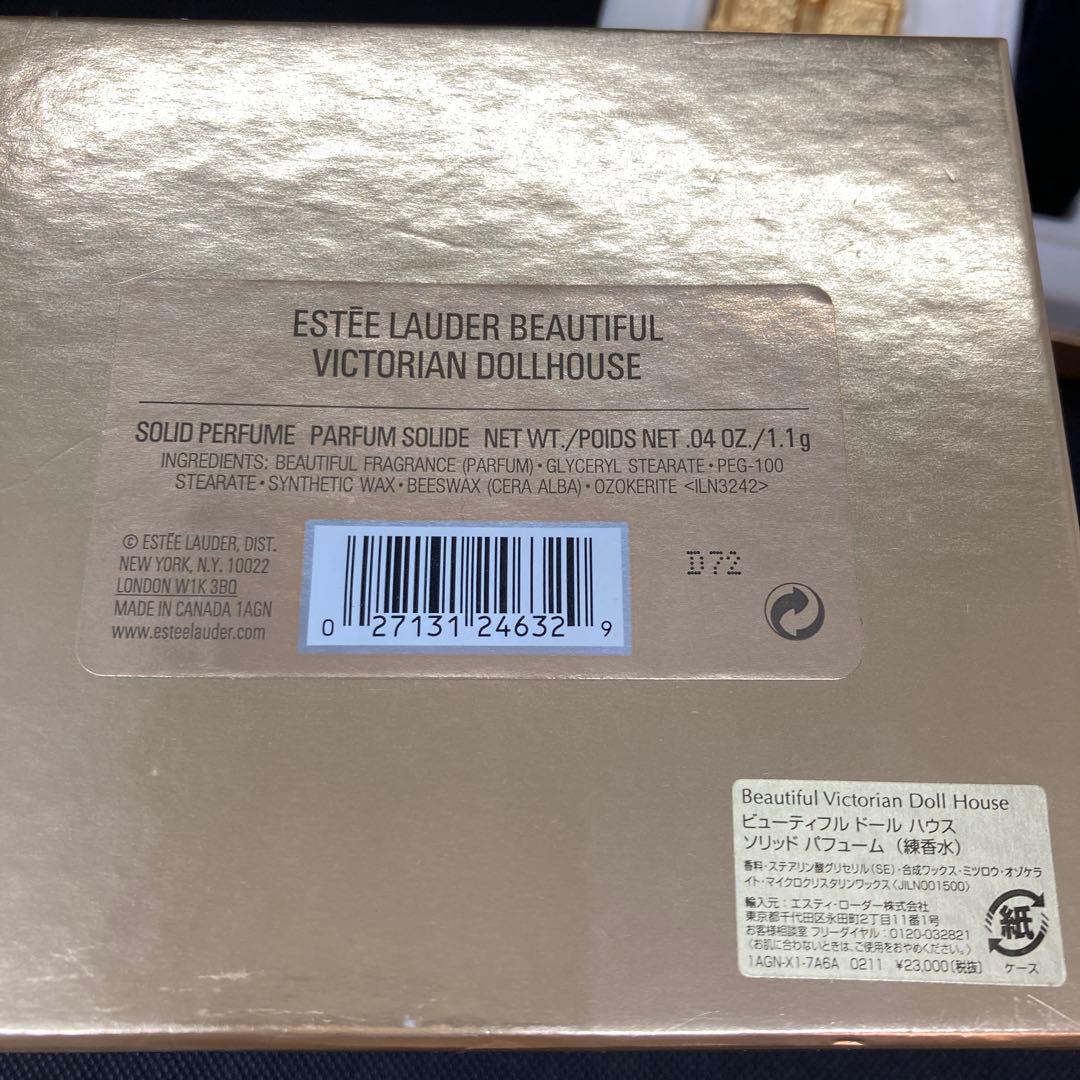 ESTĒE LAUDER BEAUTIFUL
VICTORIAN DOLLHOUSE
SOLID PERFUME PARFUM SOLIDE NET WT./POIDS NET .04 OZ./1.1g
INGREDIENTS: BEAUTIFUL FRAGRANCE (PARFUM)・GLYCERYL STEARATE・PEG-100
STEARATE・SYNTHETIC WAX・BEESWAX (CERA ALBA)・OZOKERITE <ILN3242>
© ESTĒE LAUDER, DIST.
NEW YORK, N.Y. 10022
LONDON W1K 3BQ
MADE IN CANADA 1AGN
www.esteelauder.com
0 27131 24632 9
D72
Beautiful Victorian Doll House
ビューティフル ドール ハウス
ソリッド パフューム（練香水）
香料・ステアリン酸グリセリル(SE)・合成ワックス・ミツロウ・オゾケラ
イト・マイクロクリスタリンワックス〈JILN001500〉
輸入元：エスティ・ローダー株式会社
東京都千代田区永田町2丁目11番1号
お客様相談室 フリーダイヤル：0120-032821
〈お肌に合わないときは、ご使用をおやめください。〉
1AGN-X1-7A6A 0211 ¥23,000〔税抜〕
紙
ケース